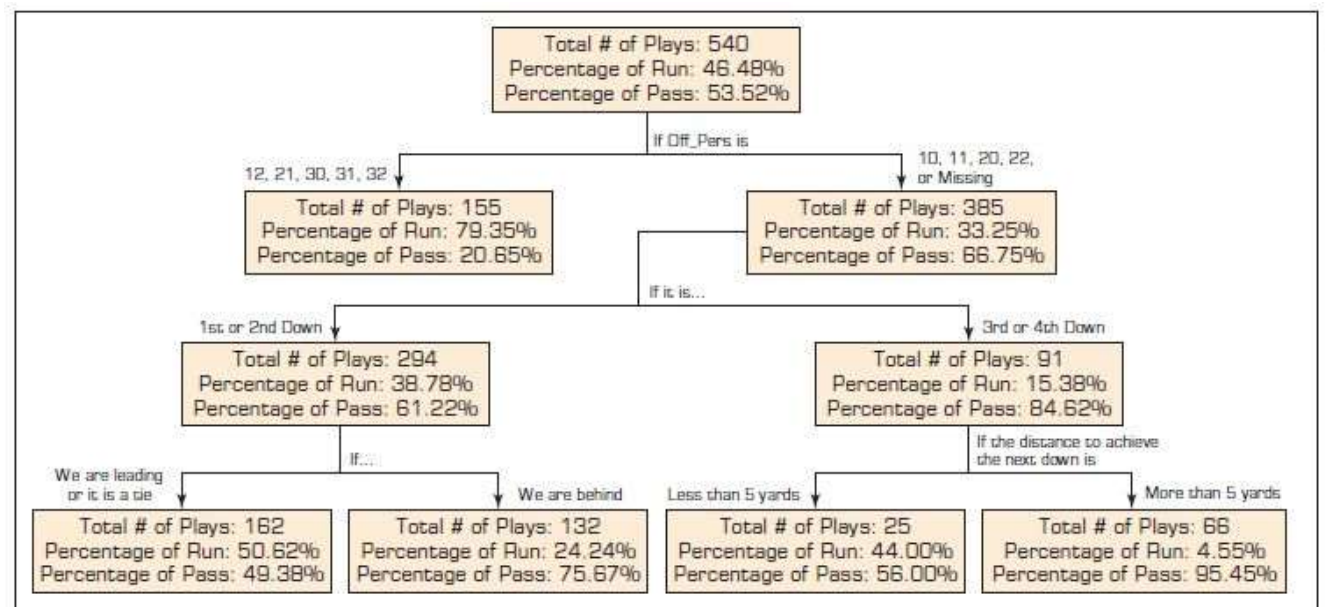 Total # of Plays: 540
Percentage of Run: 46.48%
Percentage of Pass: 53.52%
If Off_Pers is
12, 21, 30, 31, 32
10, 11, 20, 22,
or Missing
Total # of Plays: 155
Percentage of Run: 79.35%
Percentage of Pass: 20.65%
Total # of Plays: 385
Percentage of Run: 33.25%
Percentage of Pass: 66.75%
If it is...
1st or 2nd Down
3rd or 4th Down
Total # of Plays: 294
Percentage of Run: 38.78%
Percentage of Pass: 61.22%
Total # of Plays: 91
Percentage of Run: 15.38%
Percentage of Pass: 84.62%
If...
If the distance to achieve
the next down is
We are leading
or it is a tie
We are behind
Less than 5 yards
More than 5 yards
Total # of Plays: 162
Percentage of Run: 50.62%
Percentage of Pass: 49.38%
Total # of Plays: 132
Percentage of Run: 24.24%
Percentage of Pass: 75.67%
Total # of Plays: 25
Percentage of Run: 44.00%
Percentage of Pass: 56.00%
Total # of Plays: 66
Percentage of Run: 4.55%
Percentage of Pass: 95.45%